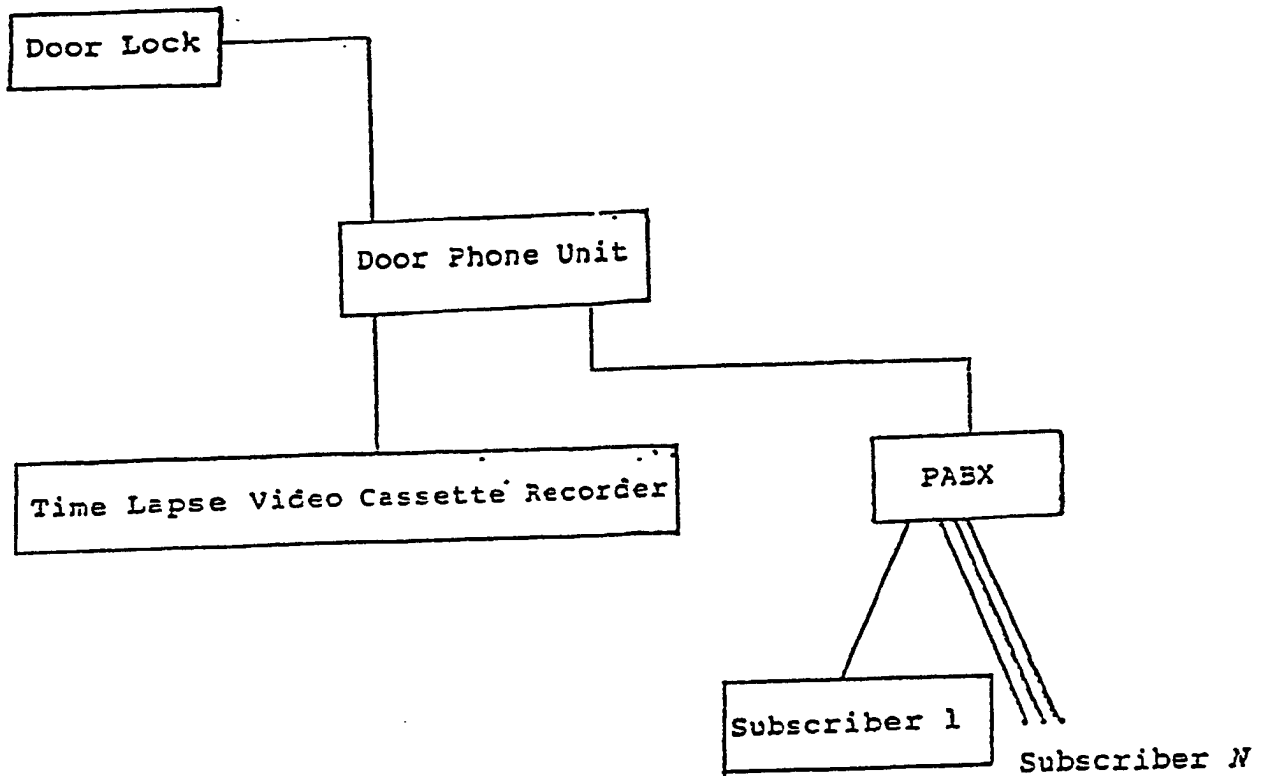 Door Lock
Door Phone Unit
Time Lapse Video Cassette Recorder
PABX
Subscriber 1
Subscriber N